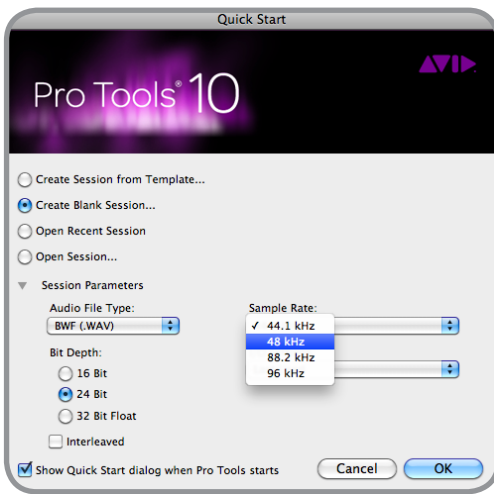 Quick Start
AVID
Pro Tools® 10
Create Session from Template...
Create Blank Session...
Open Recent Session
Open Session...
Session Parameters
Audio File Type:
BWF (.WAV)
Sample Rate:
✓ 44.1 kHz
48 kHz
88.2 kHz
96 kHz
Bit Depth:
16 Bit
24 Bit
32 Bit Float
Interleaved
Show Quick Start dialog when Pro Tools starts
Cancel
OK